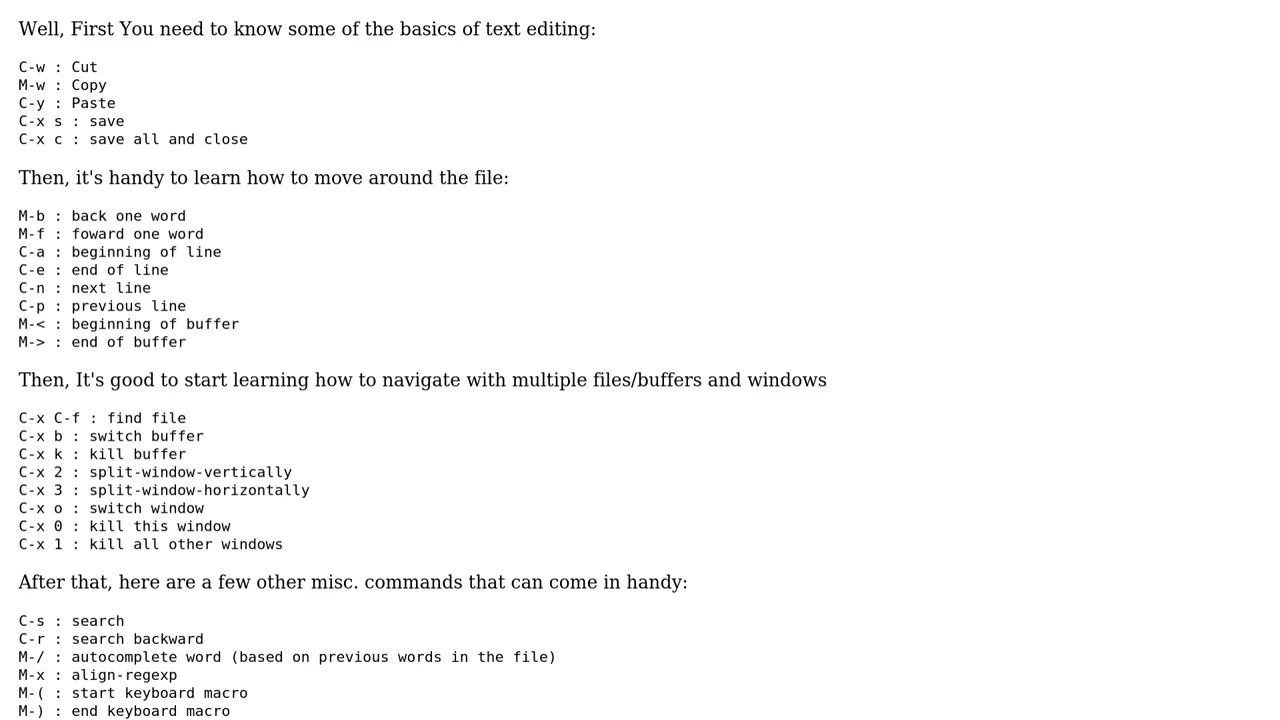 Well, First You need to know some of the basics of text editing:
C-w : Cut
M-w : Copy
C-y : Paste
C-x s : save
C-x c : save all and close
Then, it's handy to learn how to move around the file:
M-b : back one word
M-f : foward one word
C-a : beginning of line
C-e : end of line
C-n : next line
C-p : previous line
M-< : beginning of buffer
M-> : end of buffer
Then, It's good to start learning how to navigate with multiple files/buffers and windows
C-x C-f : find file
C-x b : switch buffer
C-x k : kill buffer
C-x 2 : split-window-vertically
C-x 3 : split-window-horizontally
C-x o : switch window
C-x 0 : kill this window
C-x 1 : kill all other windows
After that, here are a few other misc. commands that can come in handy:
C-s : search
C-r : search backward
M-/ : autocomplete word (based on previous words in the file)
M-x : align-regexp
M-( : start keyboard macro
M-) : end keyboard macro